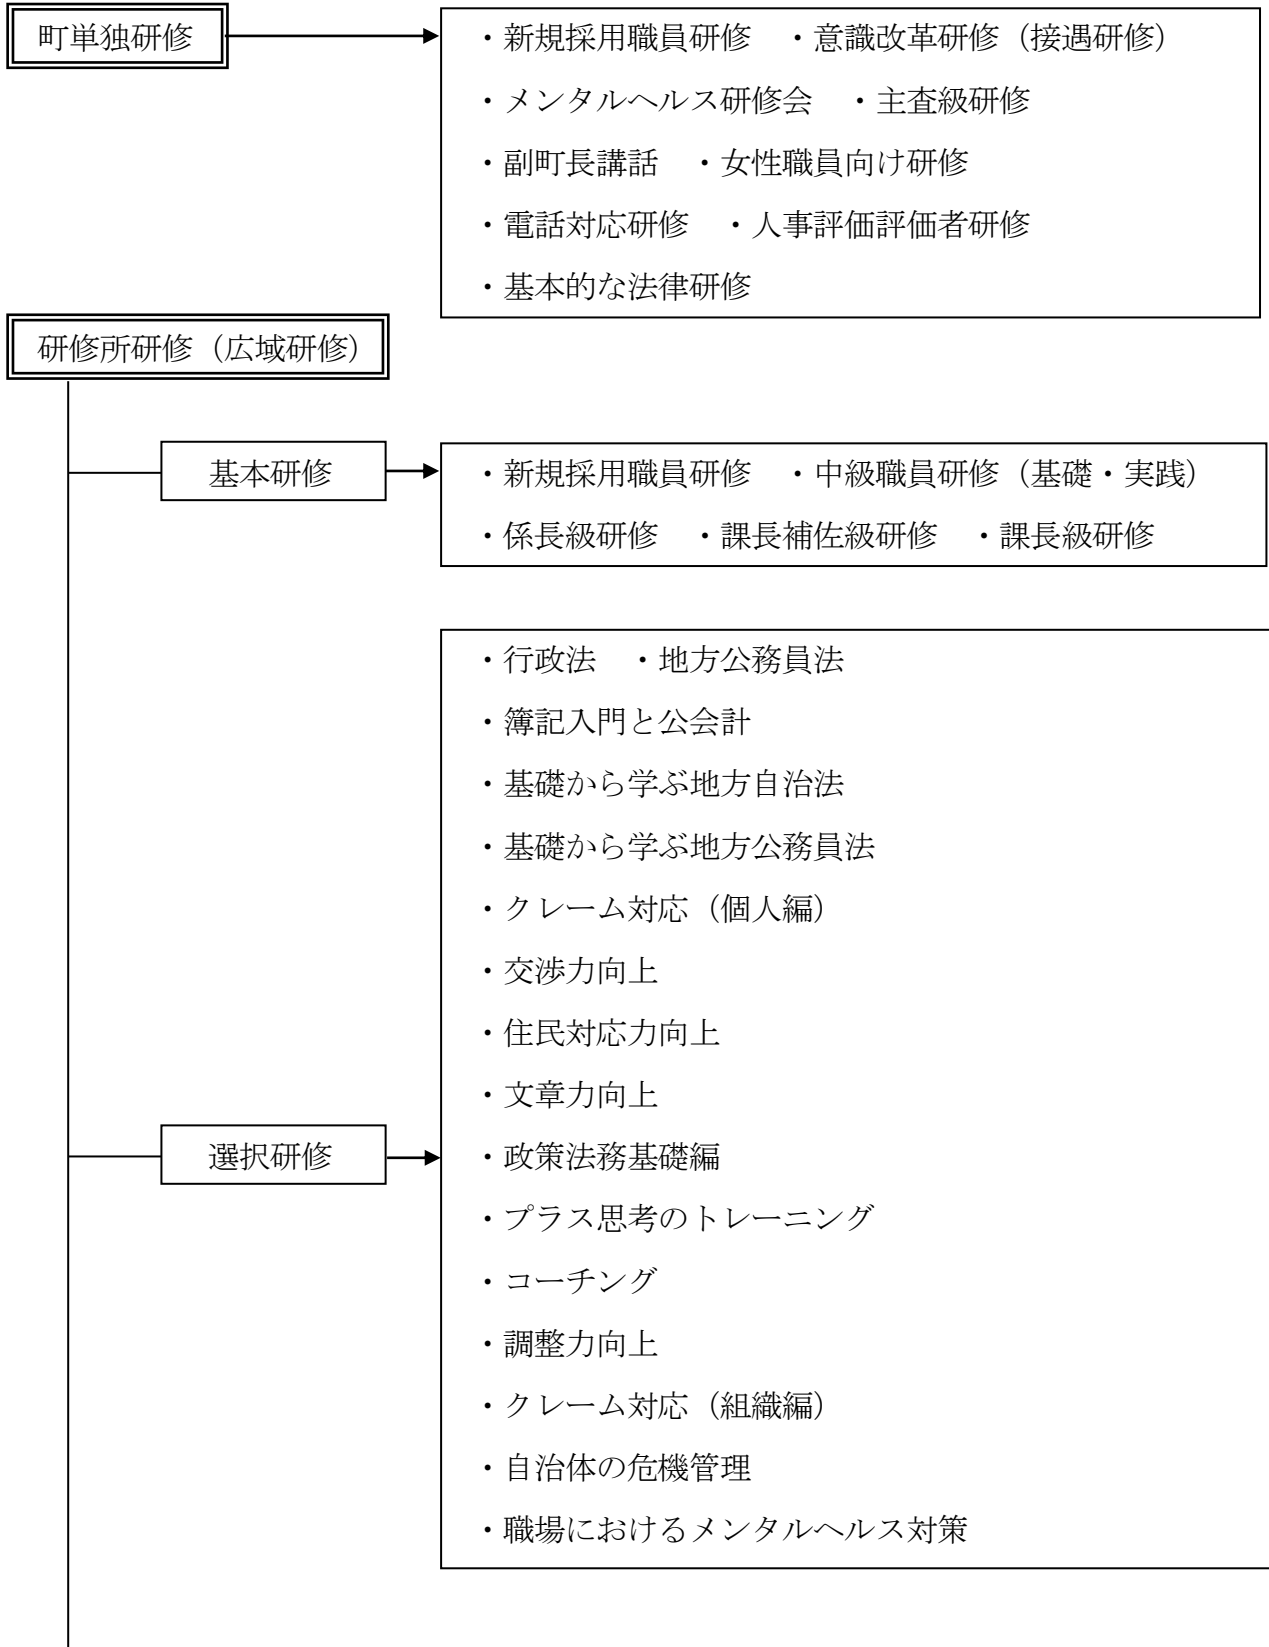 町単独研修
・新規採用職員研修　・意識改革研修（接遇研修）
・メンタルヘルス研修会　・主査級研修
・副町長講話　・女性職員向け研修
・電話対応研修　・人事評価評価者研修
・基本的な法律研修
研修所研修（広域研修）
基本研修
・新規採用職員研修　・中級職員研修（基礎・実践）
・係長級研修　・課長補佐級研修　・課長級研修
選択研修
・行政法　・地方公務員法
・簿記入門と公会計
・基礎から学ぶ地方自治法
・基礎から学ぶ地方公務員法
・クレーム対応（個人編）
・交渉力向上
・住民対応力向上
・文章力向上
・政策法務基礎編
・プラス思考のトレーニング
・コーチング
・調整力向上
・クレーム対応（組織編）
・自治体の危機管理
・職場におけるメンタルヘルス対策